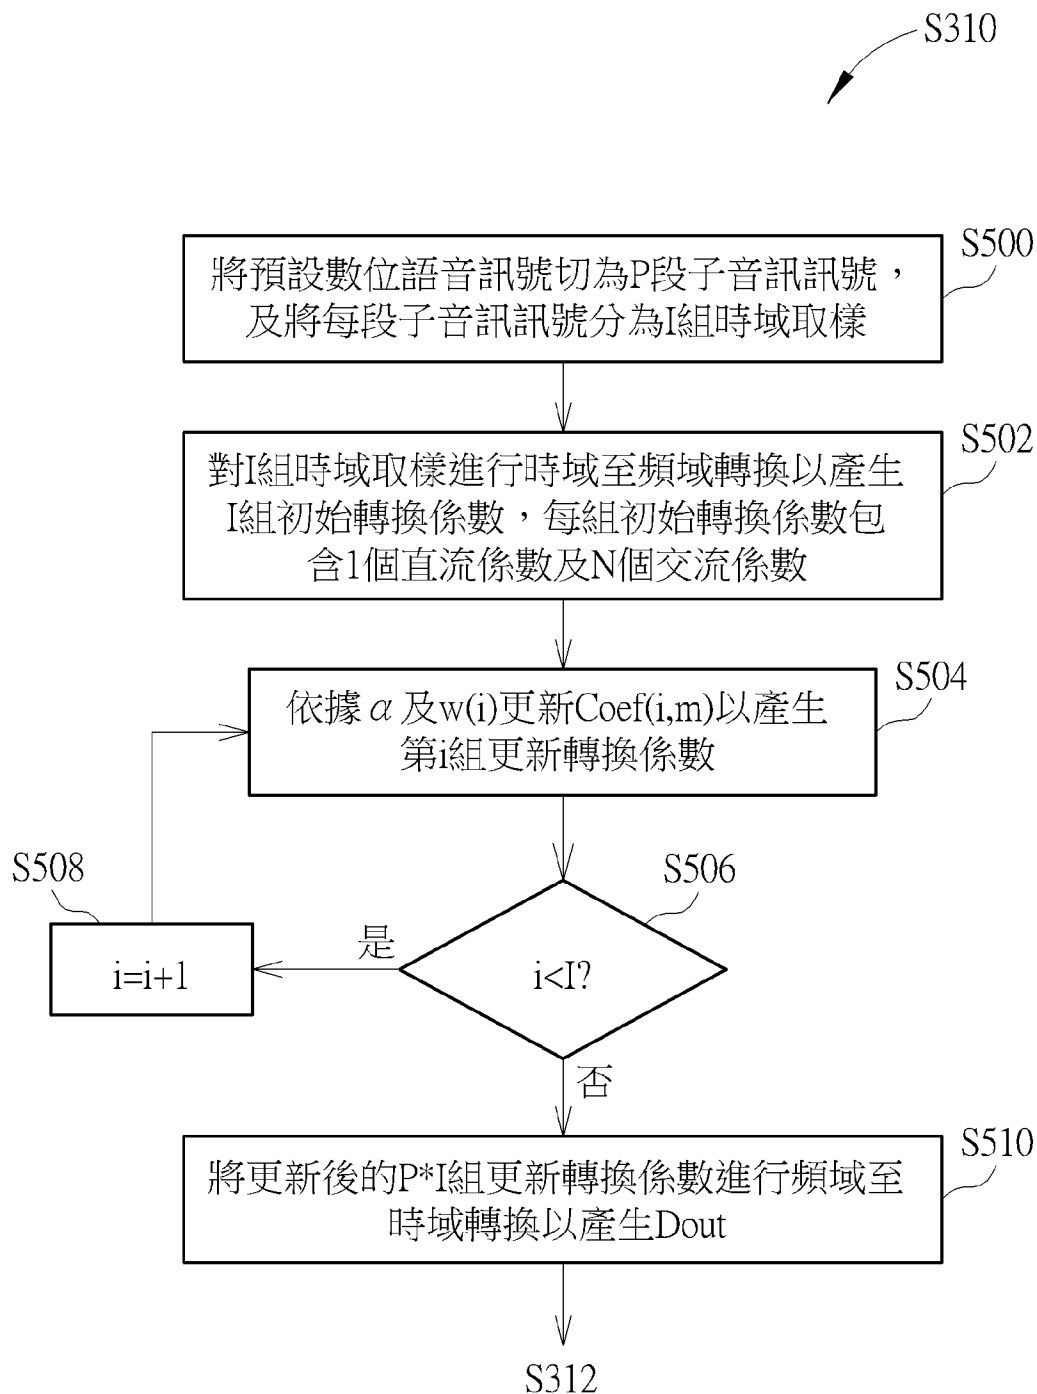 S310
S500
將預設數位語音訊號切為P段子音訊訊號，
及將每段子音訊訊號分為I組時域取樣
S502
對I組時域取樣進行時域至頻域轉換以產生
I組初始轉換係數，每組初始轉換係數包
含1個直流係數及N個交流係數
S504
依據α及w(i)更新Coef(i,m)以產生
第i組更新轉換係數
S508
S506
i=i+1
是
i<I?
否
S510
將更新後的P*I組更新轉換係數進行頻域至
時域轉換以產生Dout
S312